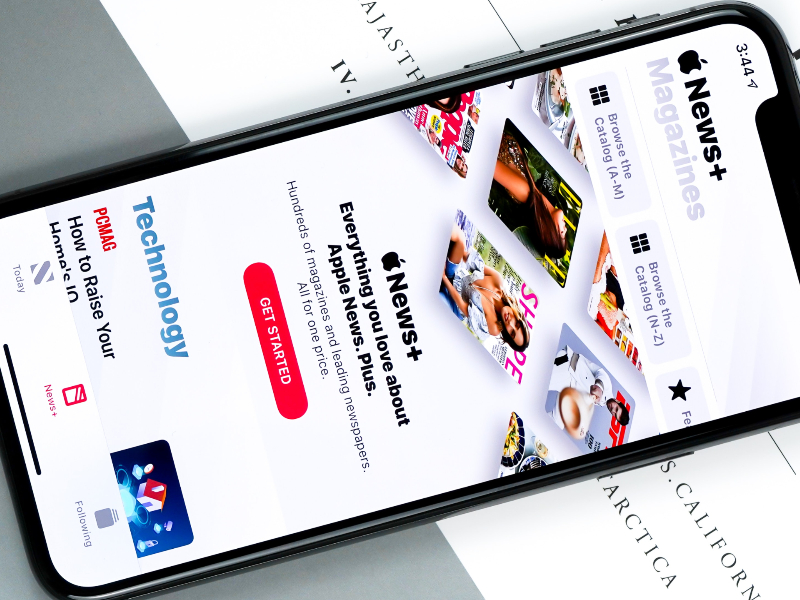 3:44
News+
Magazines
Browse the
Catalog (A-M)
Browse the
Catalog (N-Z)
Fe
SHAPE
News+
Everything you love about
Apple News. Plus.
Hundreds of magazines and leading newspapers.
All for one price.
GET STARTED
Technology
PCMAG
How to Raise Your
Home's IQ
Today
News+
Following
AJASTH
IV.
S. CALIFORN
TARCTICA